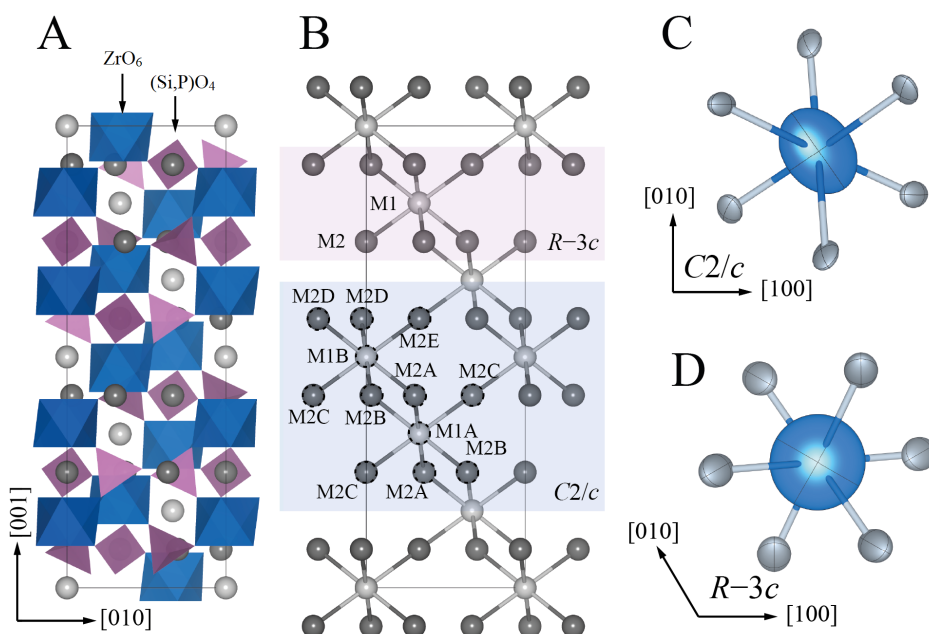 A
ZrO6
(Si,P)O4
[001]
[010]
B
M1
M2
R−3c
M2D M2D
M2E
M1B
M2A M2C
M2C M2B
M1A
M2B
M2C M2A
C2/c
C
[010]
C2/c
[100]
D
[010]
R−3c
[100]